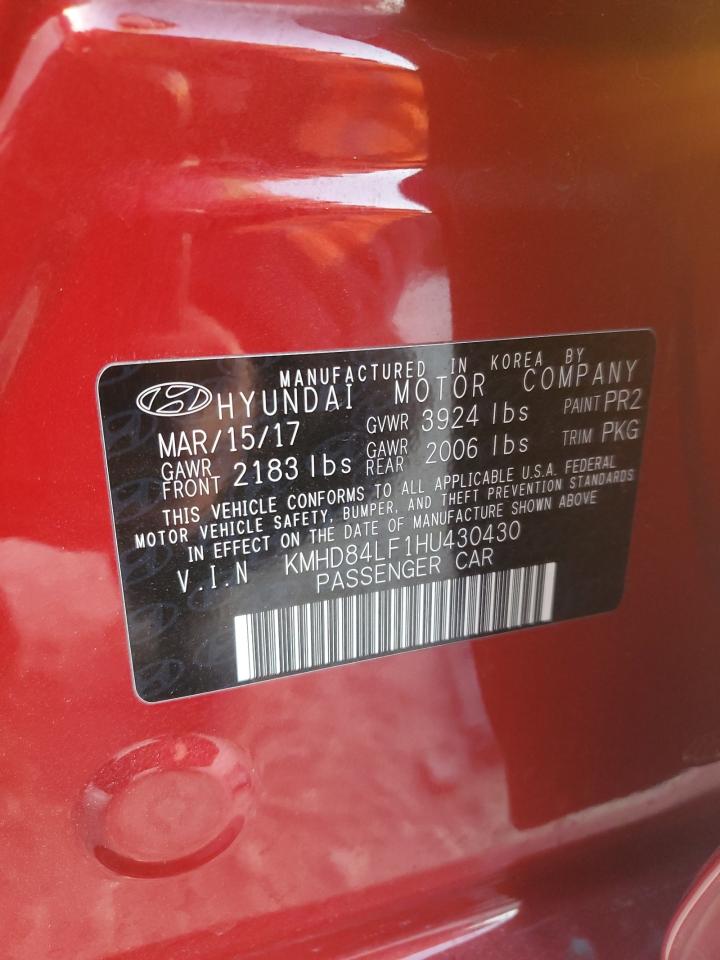 MANUFACTURED IN KOREA BY
HYUNDAI MOTOR COMPANY
MAR/15/17 GVWR 3924 lbs PAINT PR2
GAWR FRONT 2183 lbs GAWR REAR 2006 lbs TRIM PKG
THIS VEHICLE CONFORMS TO ALL APPLICABLE U.S.A. FEDERAL
MOTOR VEHICLE SAFETY, BUMPER, AND THEFT PREVENTION STANDARDS
IN EFFECT ON THE DATE OF MANUFACTURE SHOWN ABOVE
V.I.N KMHD84LF1HU430430
PASSENGER CAR